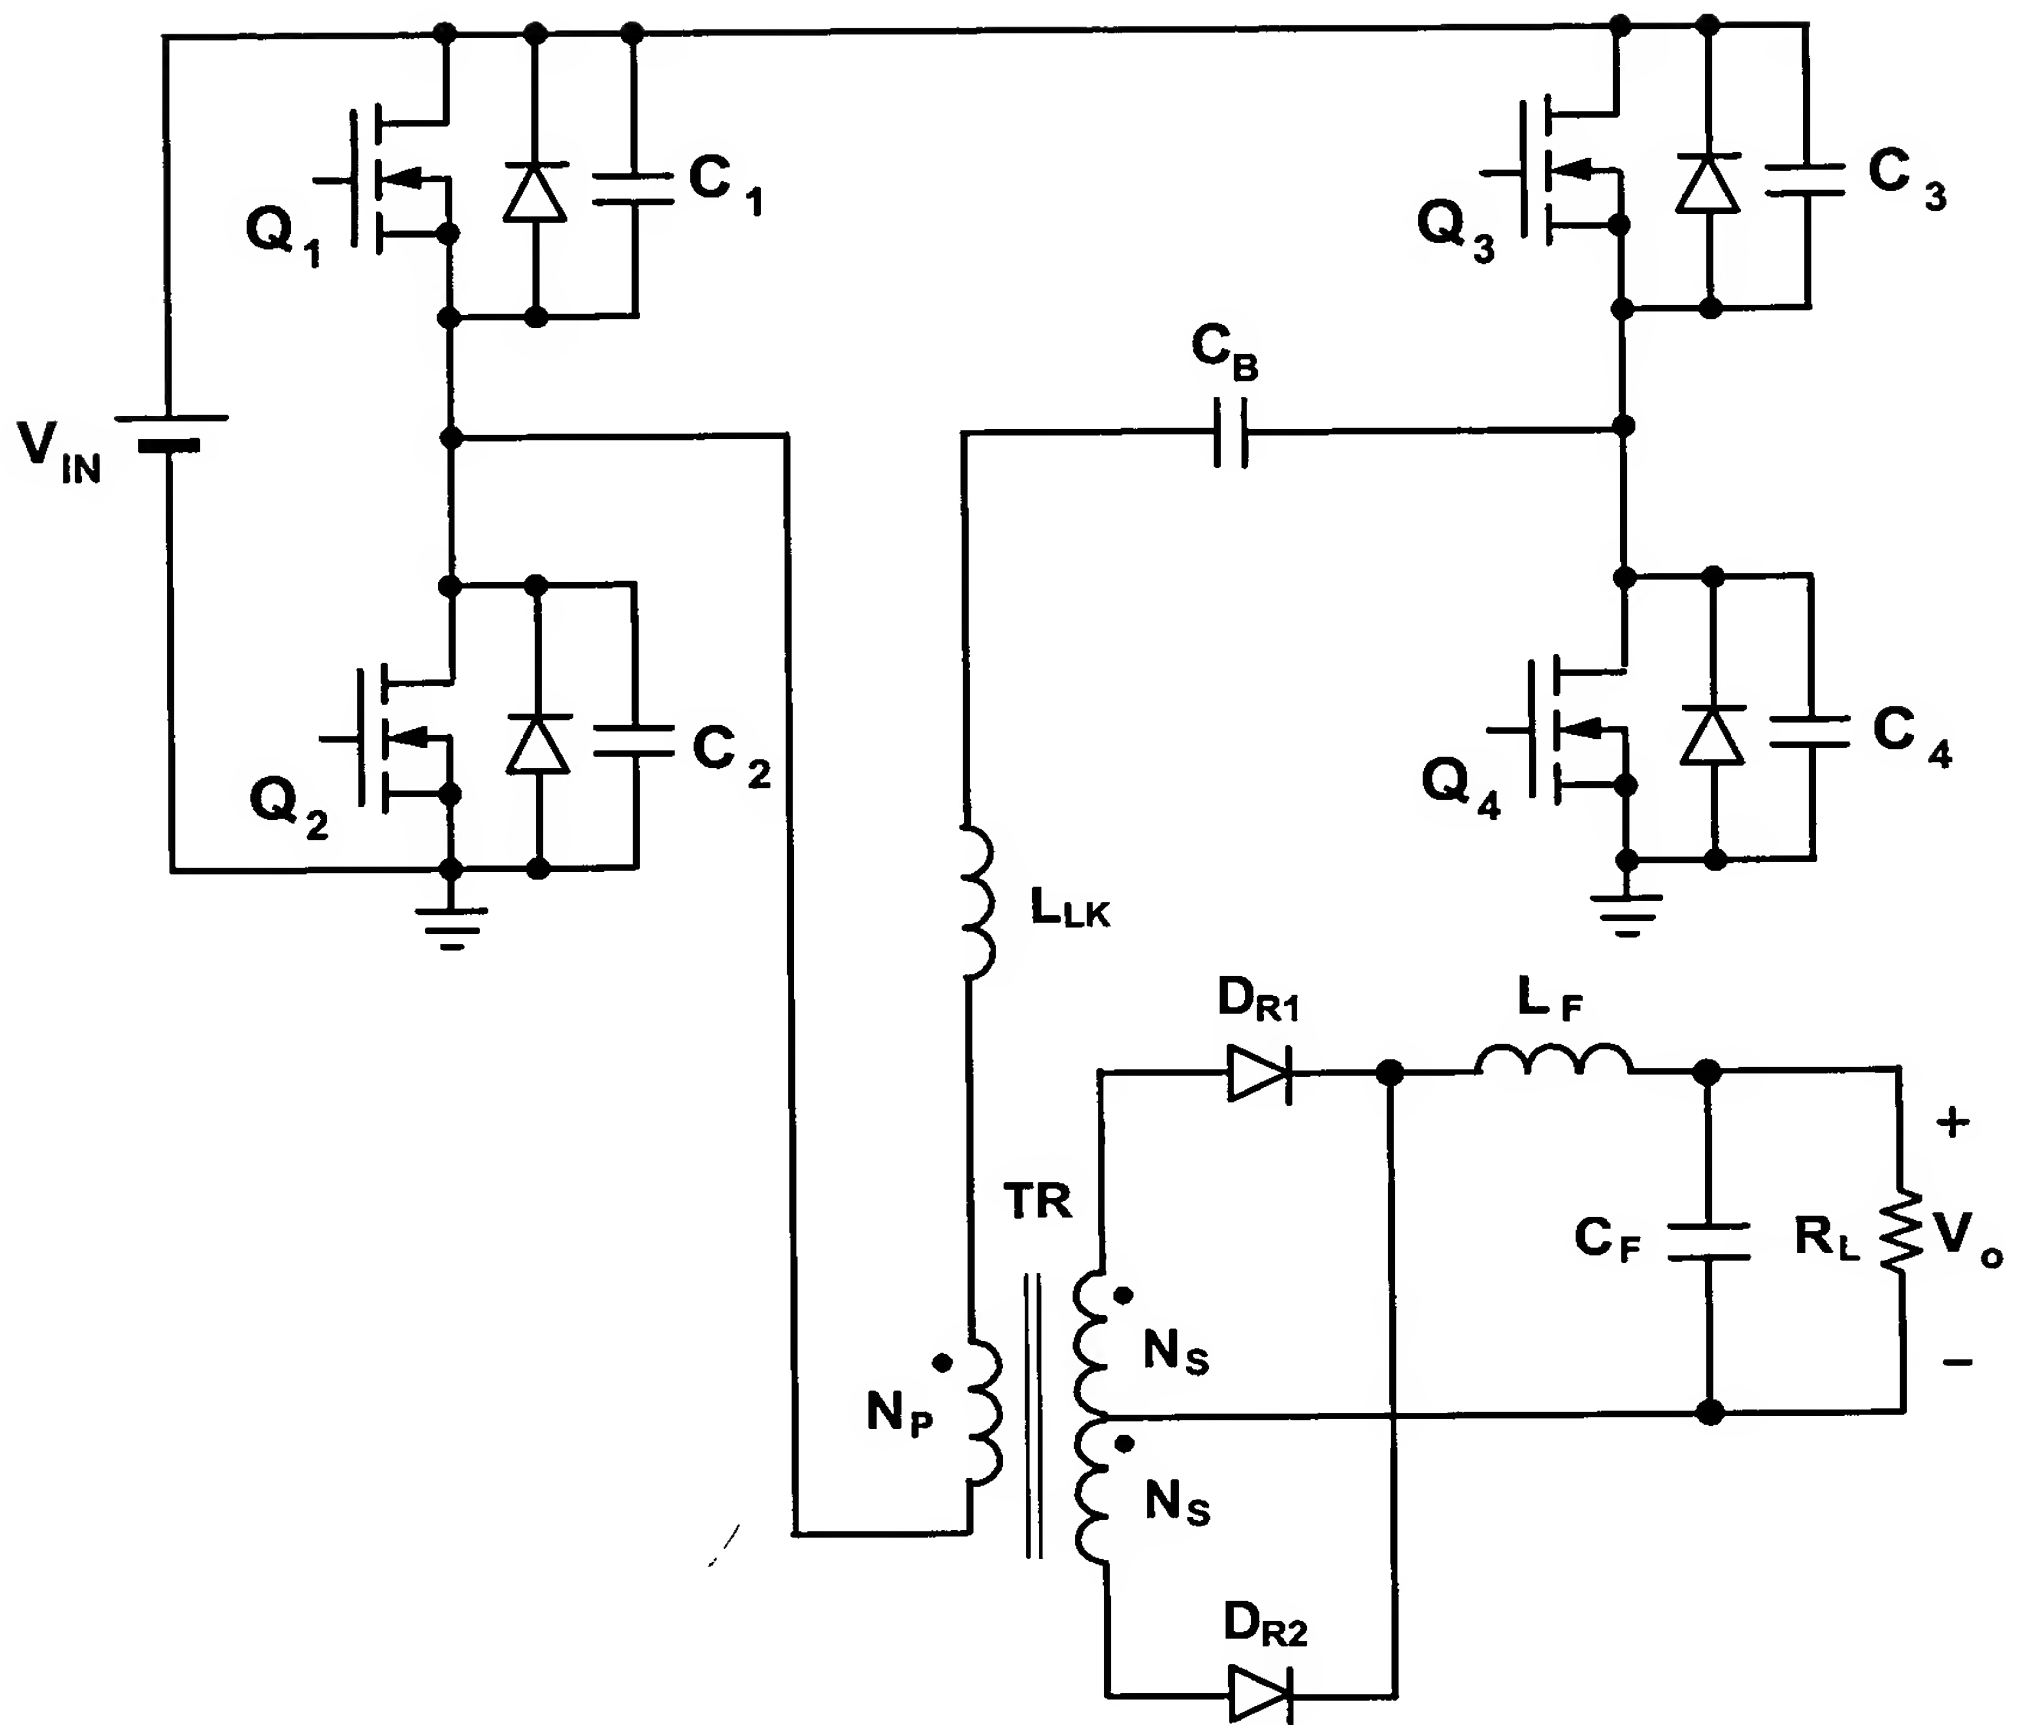 C1
Q1
C3
Q3
CB
VIN
C2
Q2
C4
Q4
LLK
DR1
LF
+
TR
CF
RL
Vo
NS
−
NP
NS
DR2